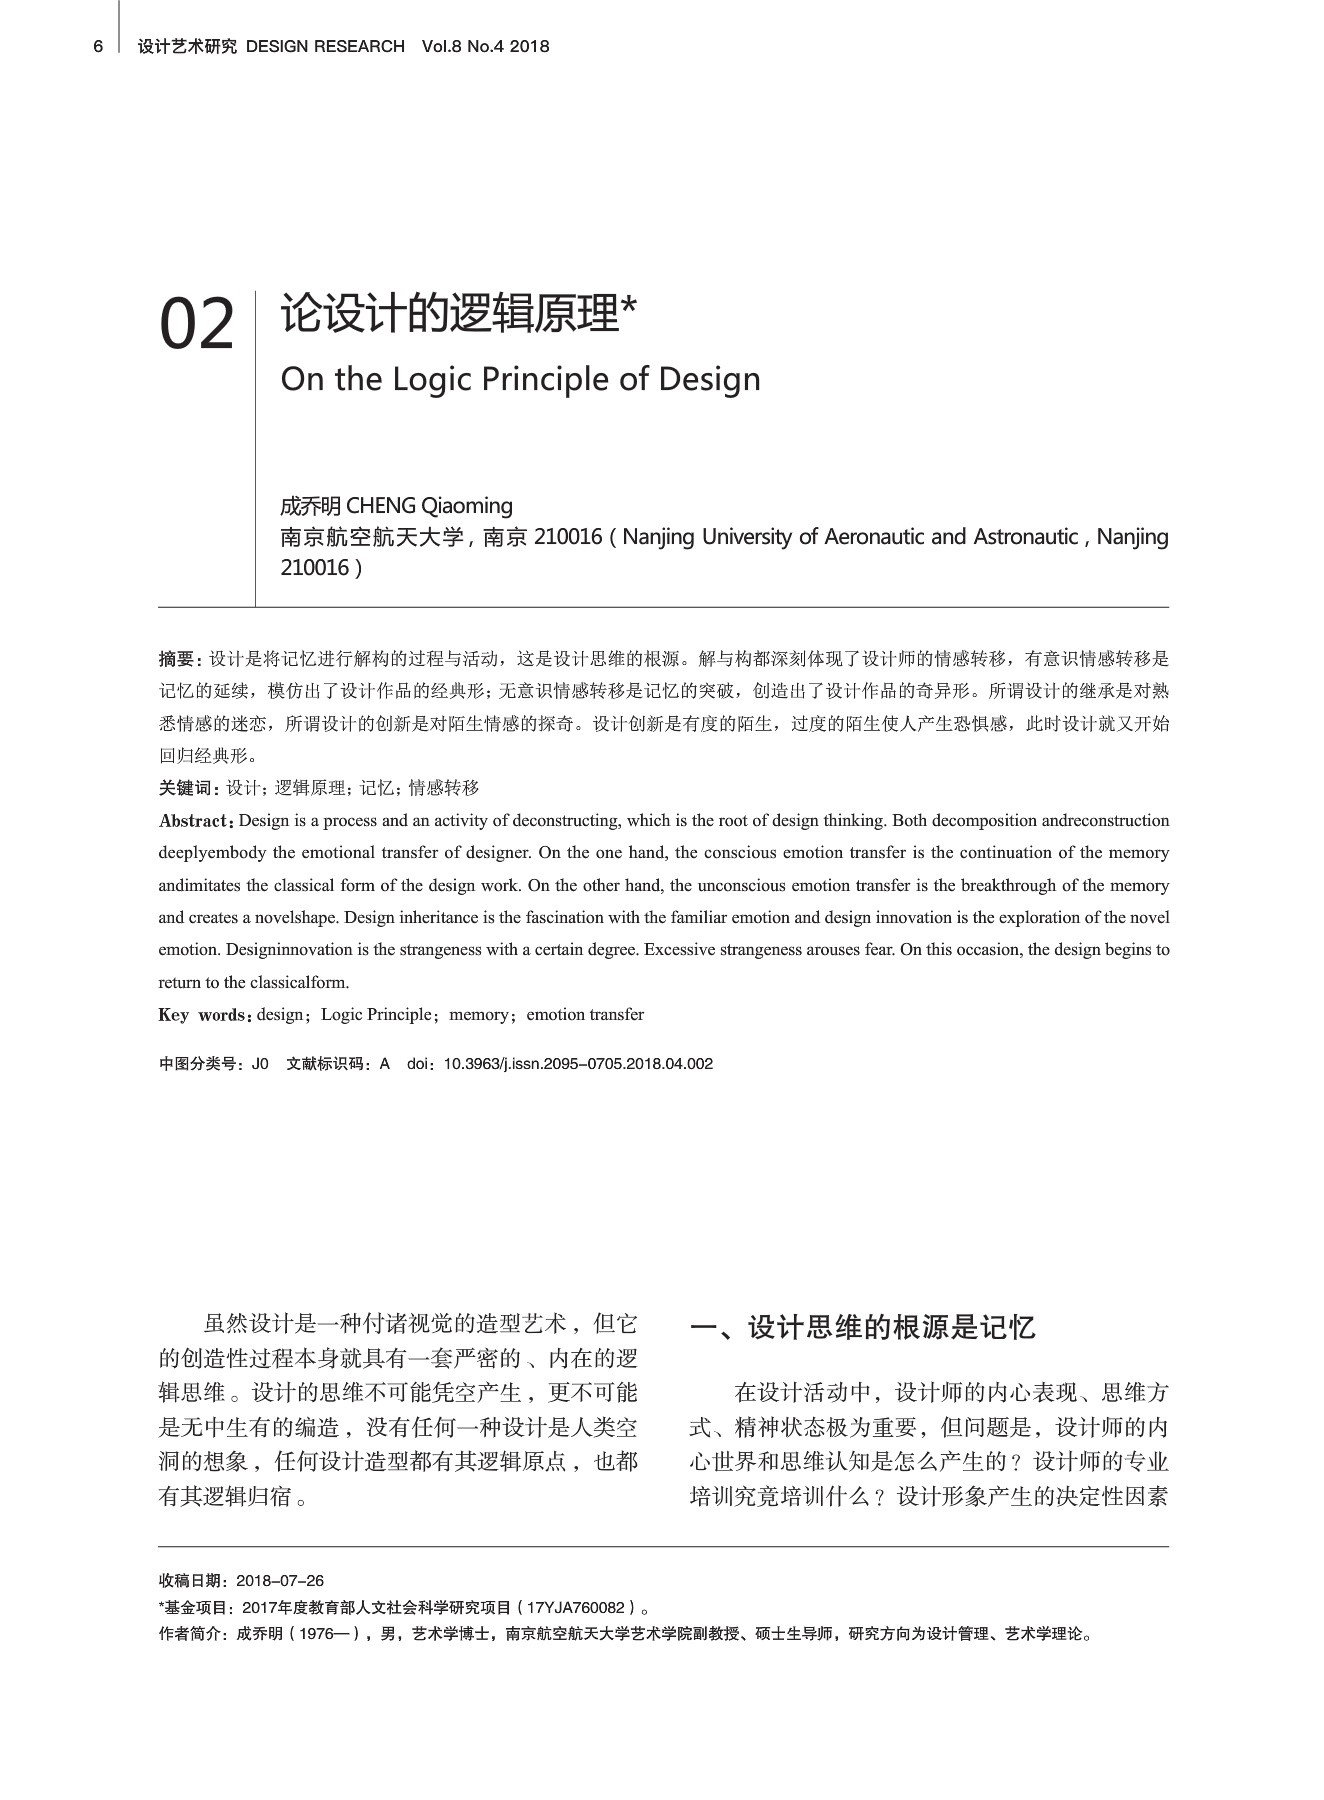 6 设计艺术研究 DESIGN RESEARCH Vol.8 No.4 2018
02
论设计的逻辑原理*
On the Logic Principle of Design
成乔明 CHENG Qiaoming
南京航空航天大学, 南京 210016 ( Nanjing University of Aeronautic and Astronautic , Nanjing
210016 )
摘要: 设计是将记忆进行解构的过程与活动，这是设计思维的根源。解与构都深刻体现了设计师的情感转移，有意识情感转移是
记忆的延续，模仿出了设计作品的经典形; 无意识情感转移是记忆的突破，创造出了设计作品的奇异形。所谓设计的继承是对熟
悉情感的迷恋，所谓设计的创新是对陌生情感的探奇。设计创新是有度的陌生，过度的陌生使人产生恐惧感，此时设计就又开始
回归经典形。
关键词: 设计; 逻辑原理; 记忆; 情感转移
Abstract: Design is a process and an activity of deconstructing, which is the root of design thinking. Both decomposition andreconstruction
deeplyembody the emotional transfer of designer. On the one hand, the conscious emotion transfer is the continuation of the memory
andimitates the classical form of the design work. On the other hand, the unconscious emotion transfer is the breakthrough of the memory
and creates a novelshape. Design inheritance is the fascination with the familiar emotion and design innovation is the exploration of the novel
emotion. Designinnovation is the strangeness with a certain degree. Excessive strangeness arouses fear. On this occasion, the design begins to
return to the classicalform.
Key words: design；Logic Principle；memory；emotion transfer
中图分类号：J0 文献标识码：A doi：10.3963/j.issn.2095-0705.2018.04.002
虽然设计是一种付诸视觉的造型艺术，但它
的创造性过程本身就具有一套严密的、内在的逻
辑思维。设计的思维不可能凭空产生，更不可能
是无中生有的编造，没有任何一种设计是人类空
洞的想象，任何设计造型都有其逻辑原点，也都
有其逻辑归宿。
一、设计思维的根源是记忆
在设计活动中，设计师的内心表现、思维方
式、精神状态极为重要，但问题是，设计师的内
心世界和思维认知是怎么产生的？设计师的专业
培训究竟培训什么？设计形象产生的决定性因素
收稿日期：2018-07-26
*基金项目：2017年度教育部人文社会科学研究项目（17YJA760082）。
作者简介：成乔明（1976—），男，艺术学博士，南京航空航天大学艺术学院副教授、硕士生导师，研究方向为设计管理、艺术学理论。